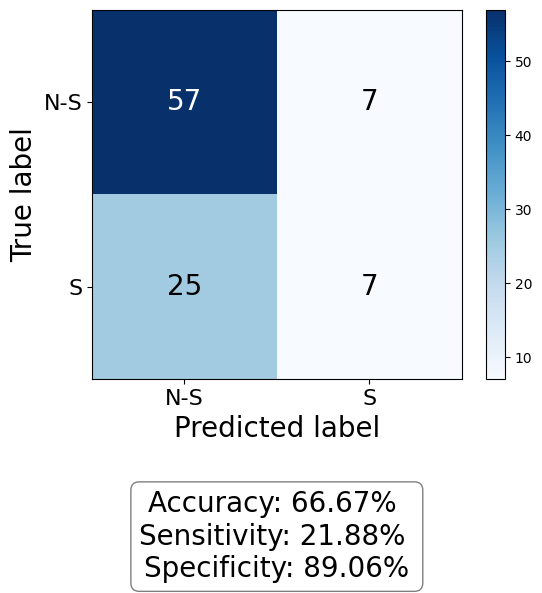 57 7
25 7
N-S
S
True label
N-S S
Predicted label
50
40
30
20
10
Accuracy: 66.67%
Sensitivity: 21.88%
Specificity: 89.06%